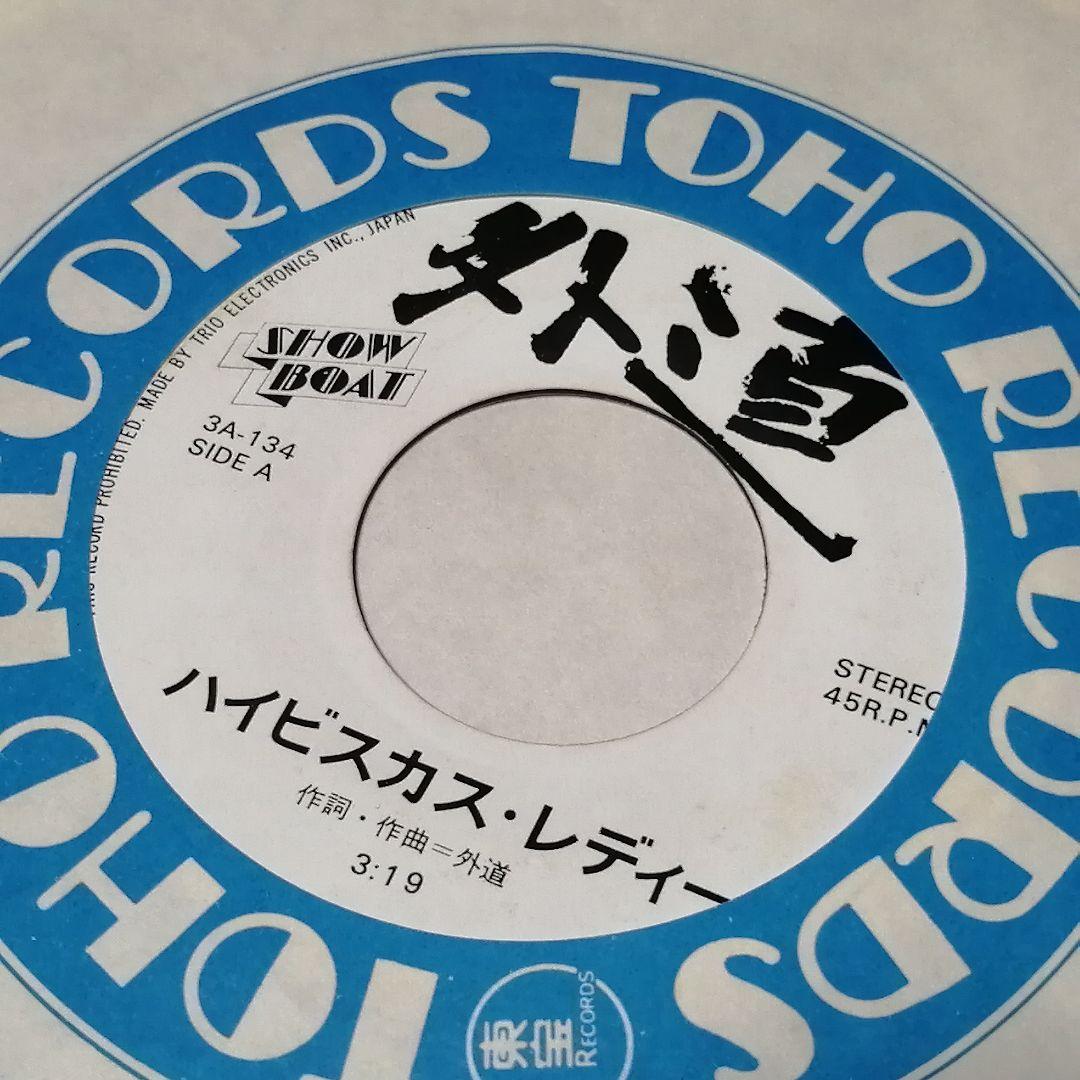 RECORDS TOHO RECORDS TOHO RECORDS TOHO
RECORD PROHIBITED. MADE BY TRIO ELECTRONICS INC., JAPAN
外道
SHOW
BOAT
3A-134
SIDE A
STEREO
45R.P.M
ハイビスカス・レディー
作詞・作曲=外道
3:19
東宝
RECORDS